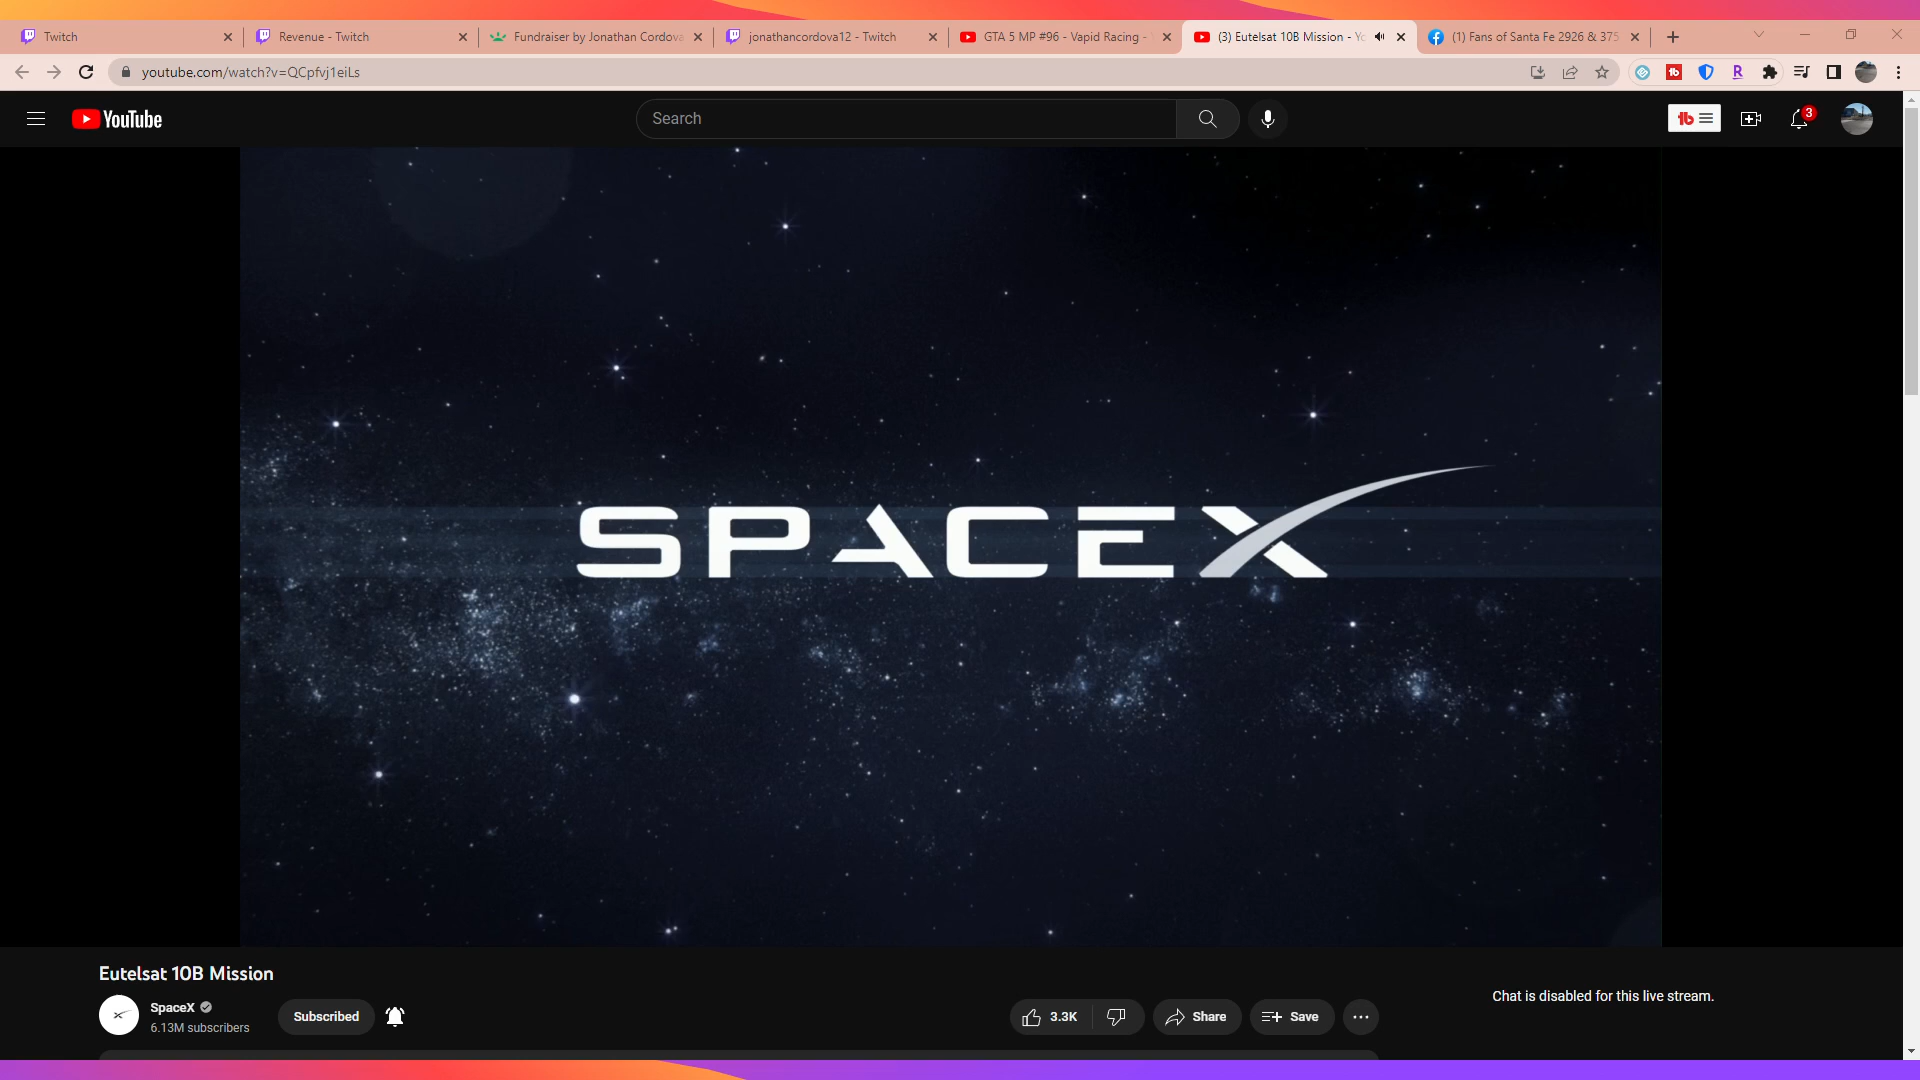 Twitch
Revenue - Twitch
Fundraiser by Jonathan Cordova
jonathancordova12 - Twitch
GTA 5 MP #96 - Vapid Racing -
(3) Eutelsat 10B Mission - Yo
(1) Fans of Santa Fe 2926 & 375
youtube.com/watch?v=QCpfvj1eiLs
R
YouTube
Search
3
SPACEX
Eutelsat 10B Mission
SpaceX
6.13M subscribers
Subscribed
3.3K
Share
Save
Chat is disabled for this live stream.